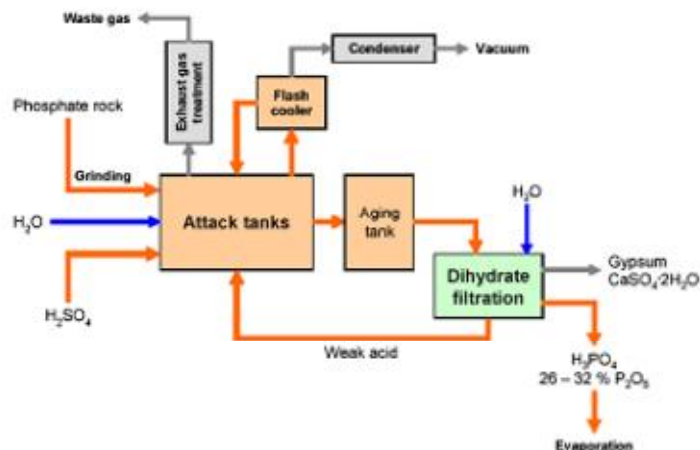 Waste gas
Condenser
Vacuum
Exhaust gas
treatment
Flash
cooler
Phosphate rock
Grinding
H₂O
Attack tanks
Aging
tank
H₂O
H₂SO₄
Dihydrate
filtration
Gypsum
CaSO₄·2H₂O
Weak acid
H₃PO₄
26 – 32 % P₂O₅
Evaporation